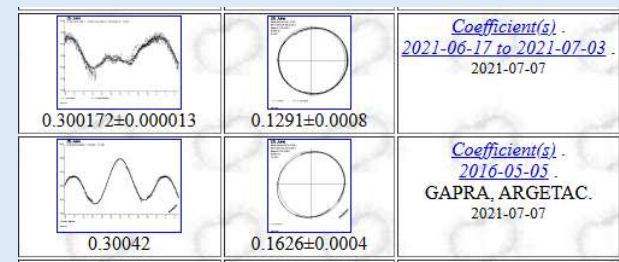 Coefficient(s) .
2021-06-17 to 2021-07-03 .
2021-07-07
0.300172±0.000013
0.1291±0.0008
Coefficient(s) .
2016-05-05 .
GAPRA, ARGETAC.
2021-07-07
0.30042
0.1626±0.0004